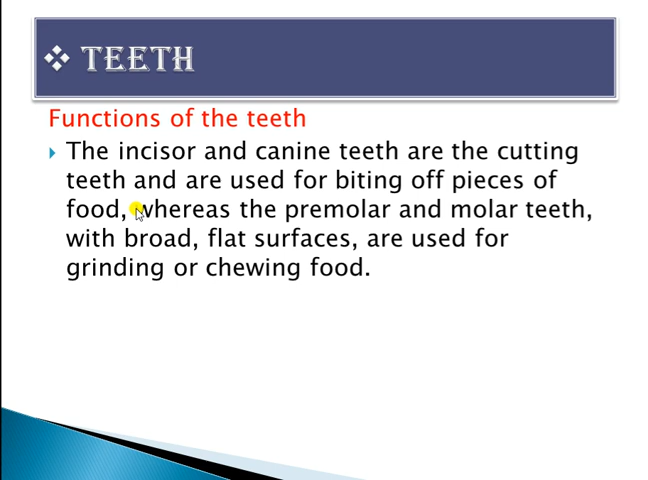 ❖ TEETH
Functions of the teeth
The incisor and canine teeth are the cutting
teeth and are used for biting off pieces of
food, whereas the premolar and molar teeth,
with broad, flat surfaces, are used for
grinding or chewing food.